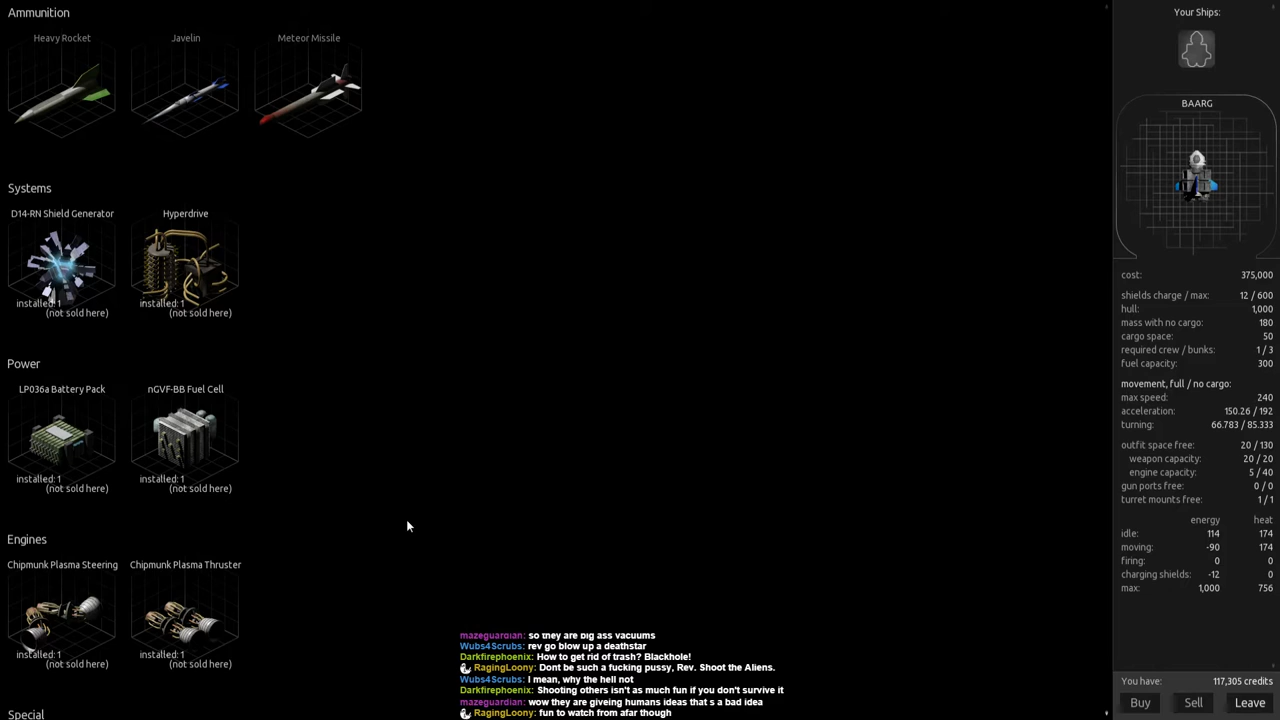 Ammunition
Heavy Rocket
Javelin
Meteor Missile
Systems
D14-RN Shield Generator
Hyperdrive
installed: 1
(not sold here)
installed: 1
(not sold here)
Power
LP036a Battery Pack
nGVF-BB Fuel Cell
installed: 1
(not sold here)
installed: 1
(not sold here)
Engines
Chipmunk Plasma Steering
Chipmunk Plasma Thruster
installed: 1
(not sold here)
installed: 1
(not sold here)
Special
mazeguardian: so they are big ass vacuums
Wubs4Scrubs: rev go blow up a deathstar
Darkfirephoenix: How to get rid of trash? Blackhole!
RagingLoony: Dont be such a fucking pussy, Rev. Shoot the Aliens.
Wubs4Scrubs: I mean, why the hell not
Darkfirephoenix: Shooting others isn't as much fun if you don't survive it
mazeguardian: wow they are giveing humans ideas that s a bad idea
RagingLoony: fun to watch from afar though
Your Ships:
BAARG
cost: 375,000
shields charge / max: 12 / 600
hull: 1,000
mass with no cargo: 180
cargo space: 50
required crew / bunks: 1 / 3
fuel capacity: 300
movement, full / no cargo:
max speed: 240
acceleration: 150.26 / 192
turning: 66.783 / 85.333
outfit space free: 20 / 130
weapon capacity: 20 / 20
engine capacity: 5 / 40
gun ports free: 0 / 0
turret mounts free: 1 / 1
energy heat
idle: 114 174
moving: -90 174
firing: 0 0
charging shields: -12 0
max: 1,000 756
You have: 117,305 credits
Buy Sell Leave